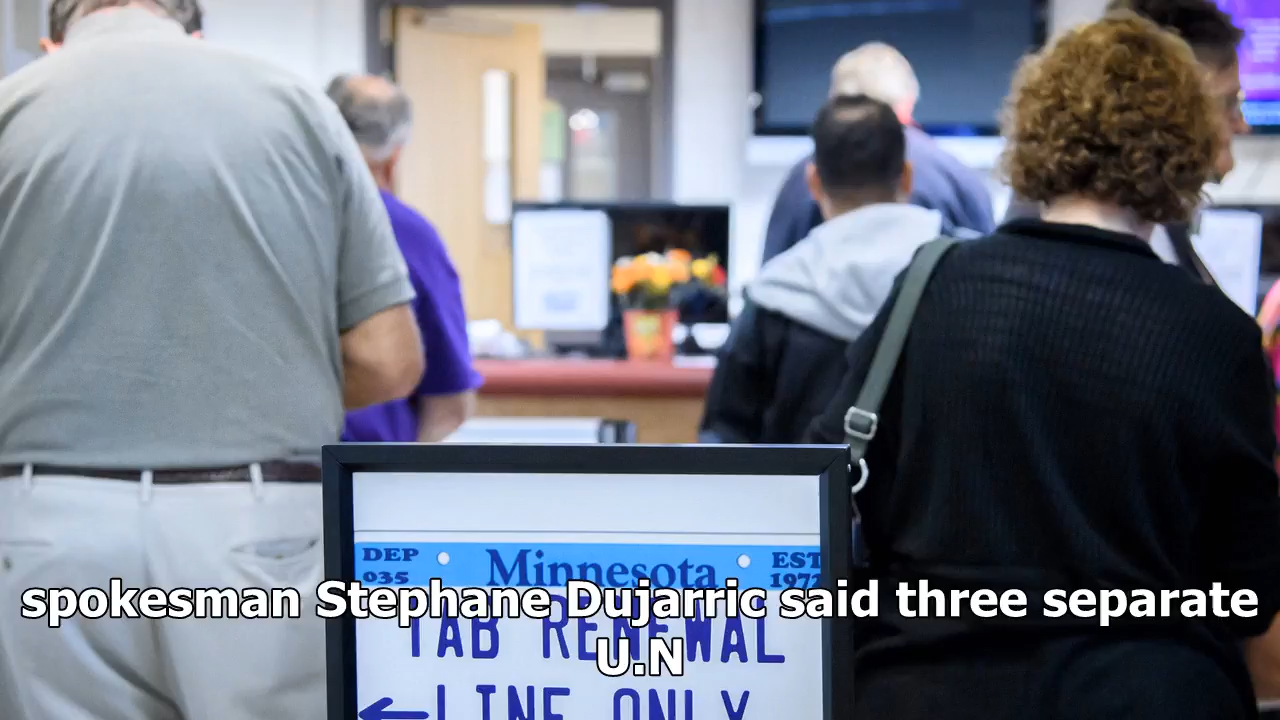 DEP Minnesota EST
035 1972
TAB RENEWAL
LINE ONLY
spokesman Stephane Dujarric said three separate
U.N